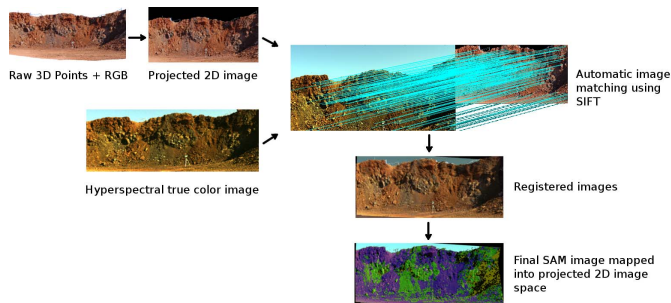 Raw 3D Points + RGB
Projected 2D image
Automatic image
matching using
SIFT
Hyperspectral true color image
Registered images
Final SAM image mapped
into projected 2D image
space